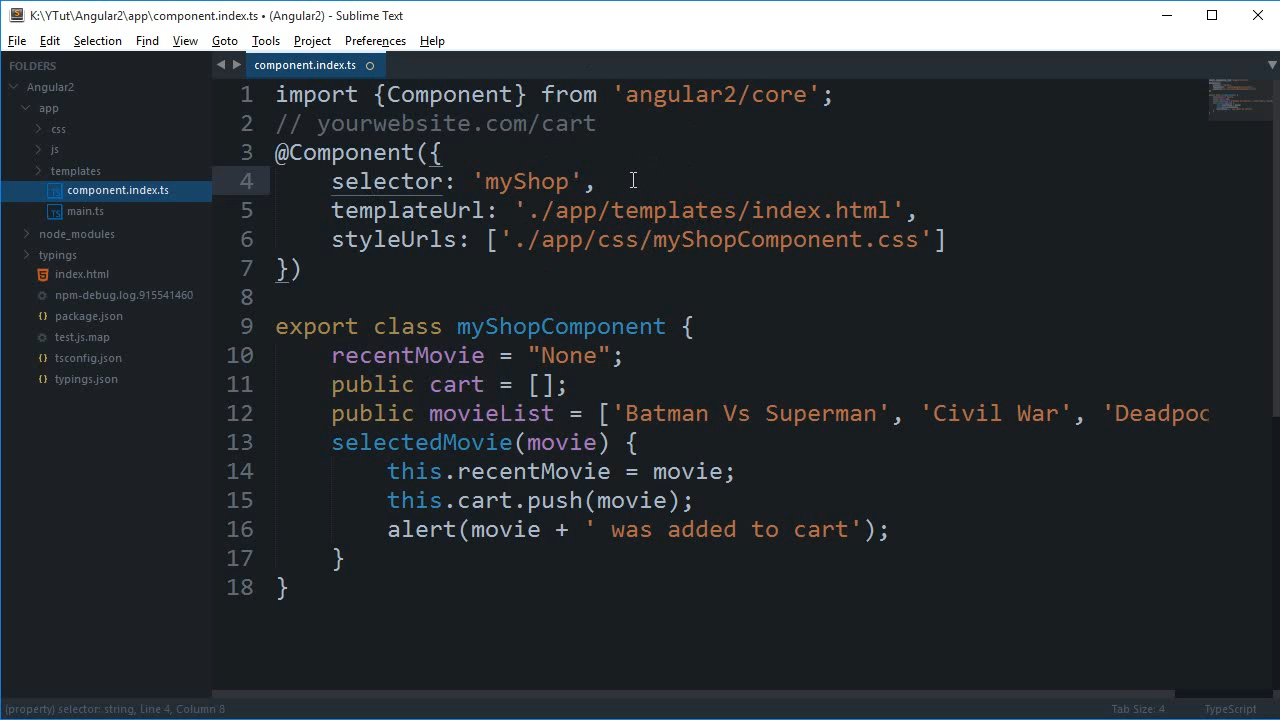 K:\YTut\Angular2\app\component.index.ts • (Angular2) - Sublime Text
File Edit Selection Find View Goto Tools Project Preferences Help
FOLDERS
Angular2
app
css
js
templates
component.index.ts
main.ts
node_modules
typings
index.html
npm-debug.log.915541460
package.json
test.js.map
tsconfig.json
typings.json
component.index.ts
1 import {Component} from 'angular2/core';
2 // yourwebsite.com/cart
3 @Component({
4 selector: 'myShop',
5 templateUrl: './app/templates/index.html',
6 styleUrls: ['./app/css/myShopComponent.css']
7 })
8
9 export class myShopComponent {
10 recentMovie = "None";
11 public cart = [];
12 public movieList = ['Batman Vs Superman', 'Civil War', 'Deadpoo
13 selectedMovie(movie) {
14 this.recentMovie = movie;
15 this.cart.push(movie);
16 alert(movie + ' was added to cart');
17 }
18 }
(property) selector: string, Line 4, Column 8
Tab Size: 4
TypeScript